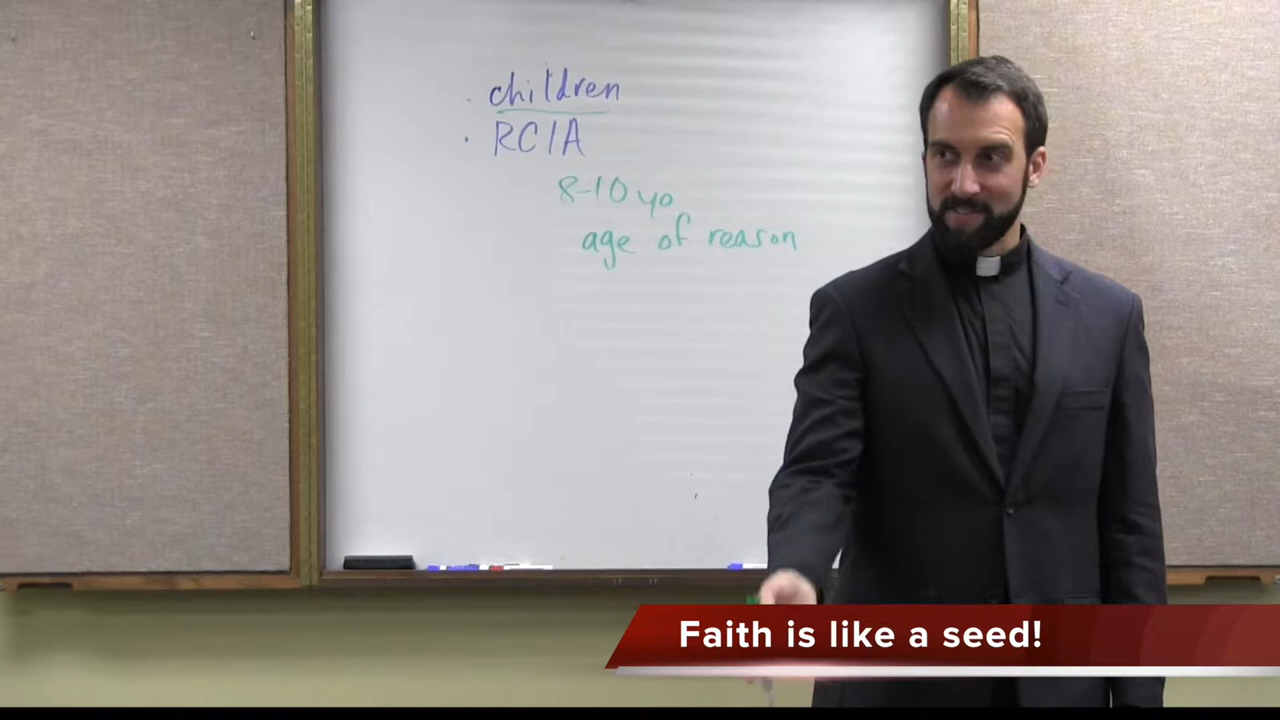 · children
· RCIA
8-10 yo
age of reason
Faith is like a seed!